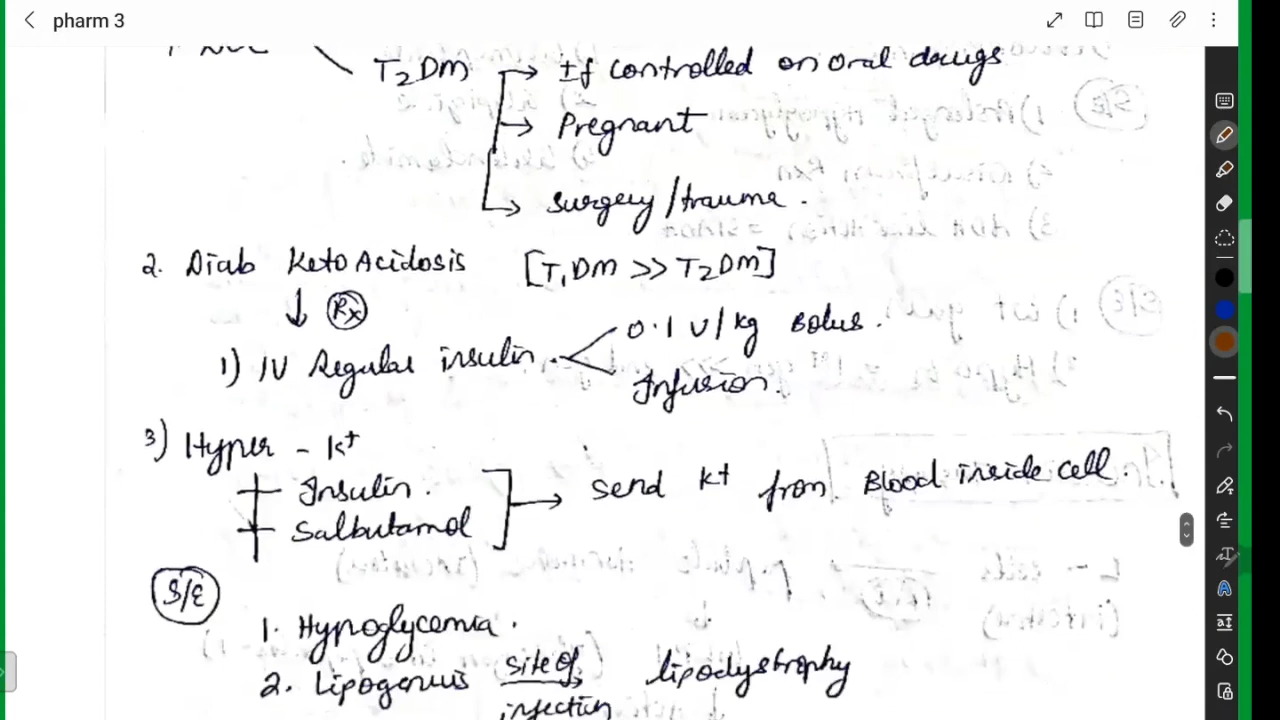 pharm 3
T₂DM → If controlled on oral drugs
→ Pregnant
→ Surgery/trauma.
2. Diab KetoAcidosis [T₁DM >> T₂DM]
↓ Rx
1) IV Regular insulin. 0.1 U/kg Bolus.
Infusion.
3) Hyper - K⁺
Insulin.
Salbutamol
→ Send K⁺ from Blood inside cell.
S/E
1. Hypoglycemia.
2. Lipogenesis site of injection lipodystrophy